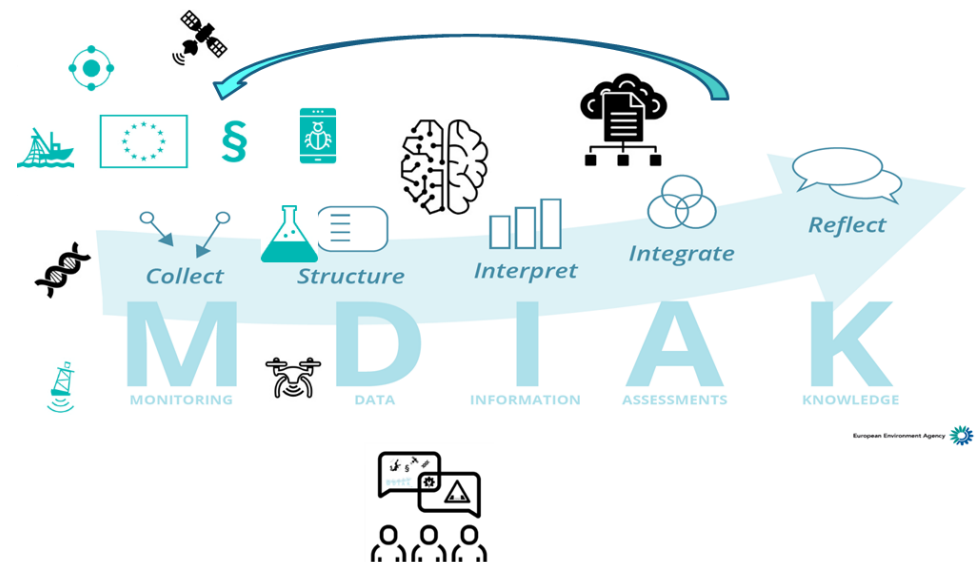 §
Reflect
Integrate
Interpret
Collect
Structure
M D I A K
MONITORING DATA INFORMATION ASSESSMENTS KNOWLEDGE
European Environment Agency
§